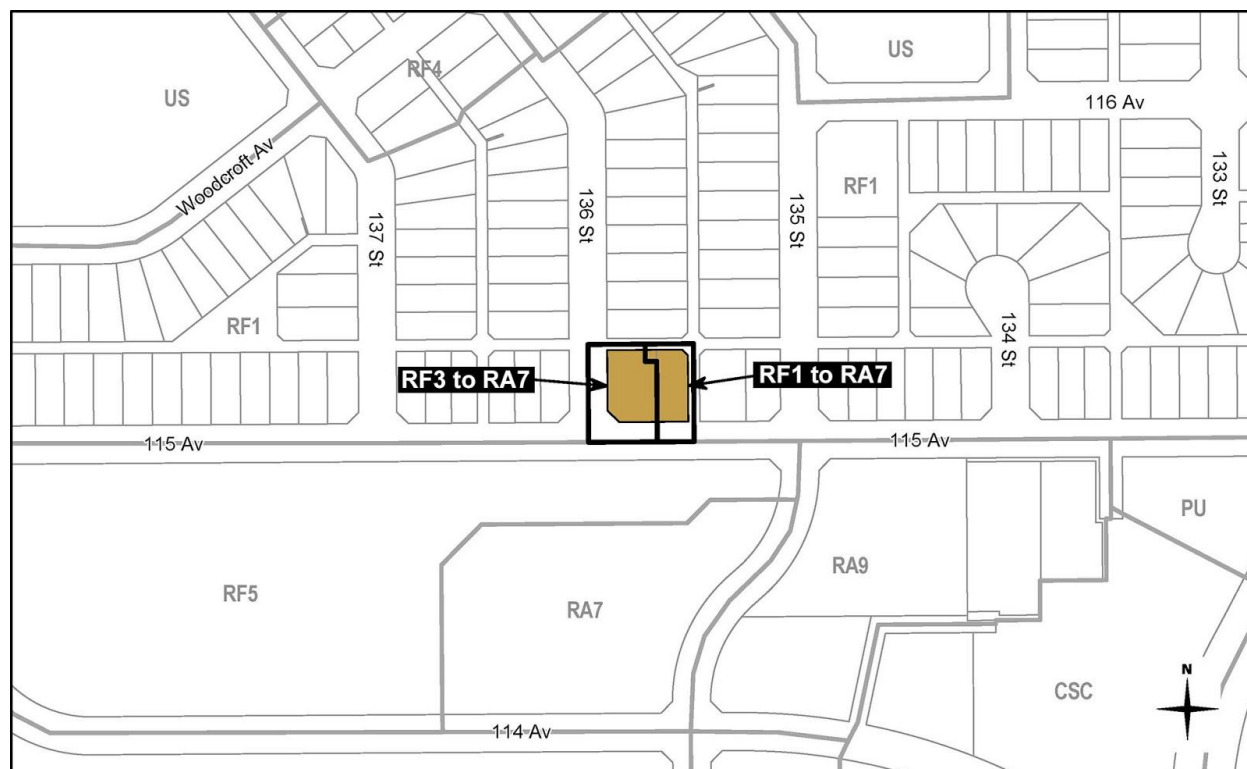 US
RF4
US
116 Av
Woodcroft Av
137 St
136 St
135 St
RF1
133 St
134 St
RF1
RF3 to RA7
RF1 to RA7
115 Av
115 Av
RF5
RA7
RA9
PU
CSC
N
114 Av